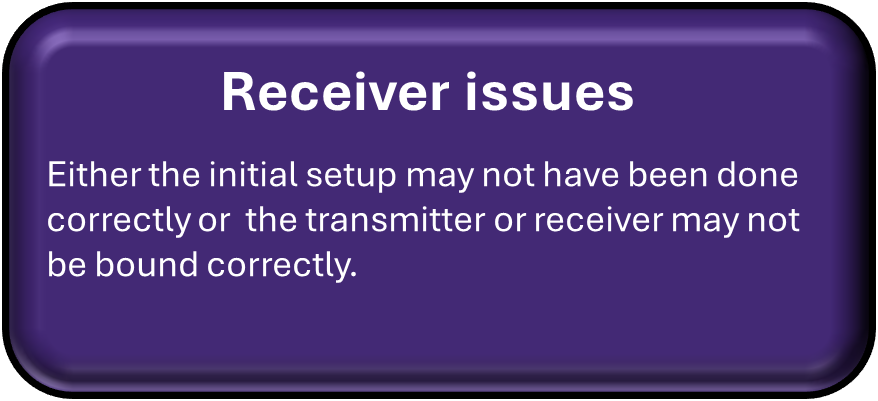 Receiver issues
Either the initial setup may not have been done
correctly or  the transmitter or receiver may not
be bound correctly.